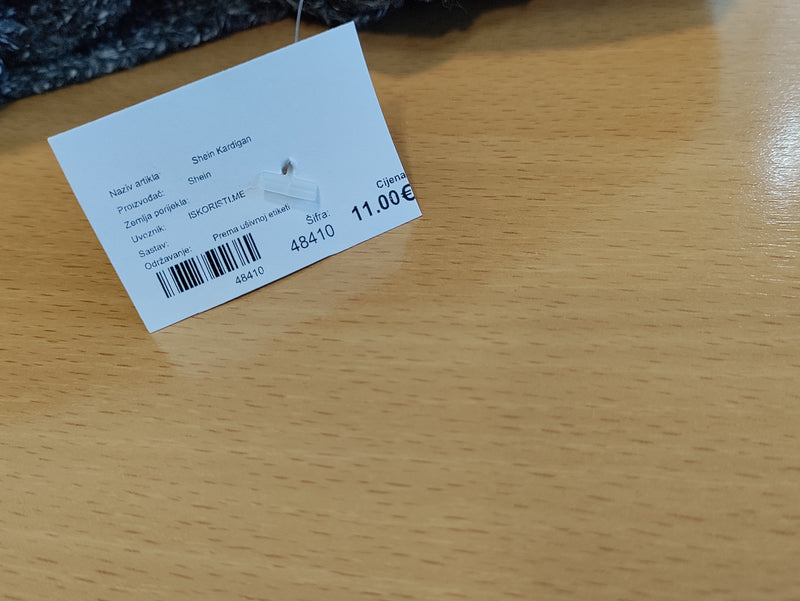 Naziv artikla: Shein Kardigan
Proizvođač: Shein
Zemlja porijekla:
Uvoznik: ISKORISTI.ME
Sastav:
Održavanje: Prema ušivnoj etiketi
48410
Šifra:
48410
Cijena
11.00€